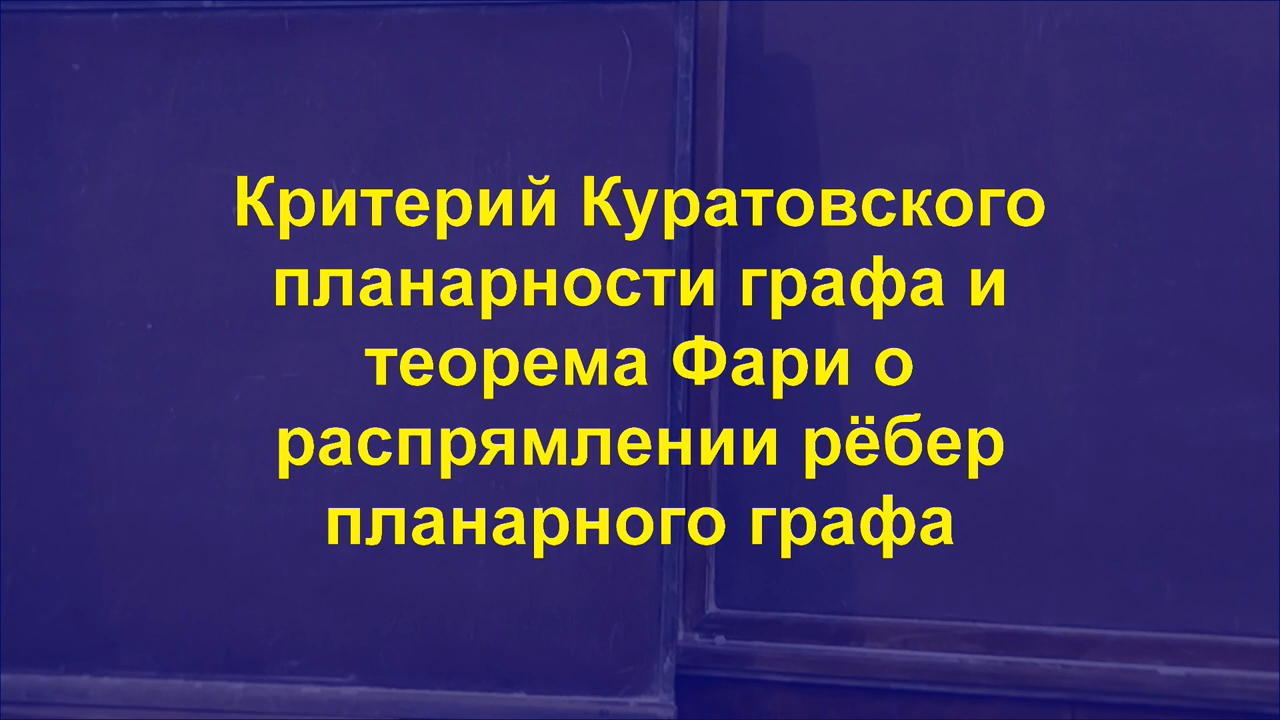 Критерий Куратовского
планарности графа и
теорема Фари о
распрямлении рёбер
планарного графа